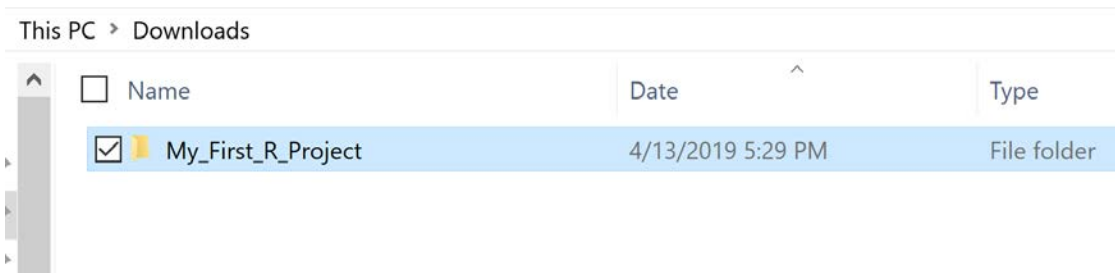 This PC > Downloads
Name Date Type
My_First_R_Project 4/13/2019 5:29 PM File folder